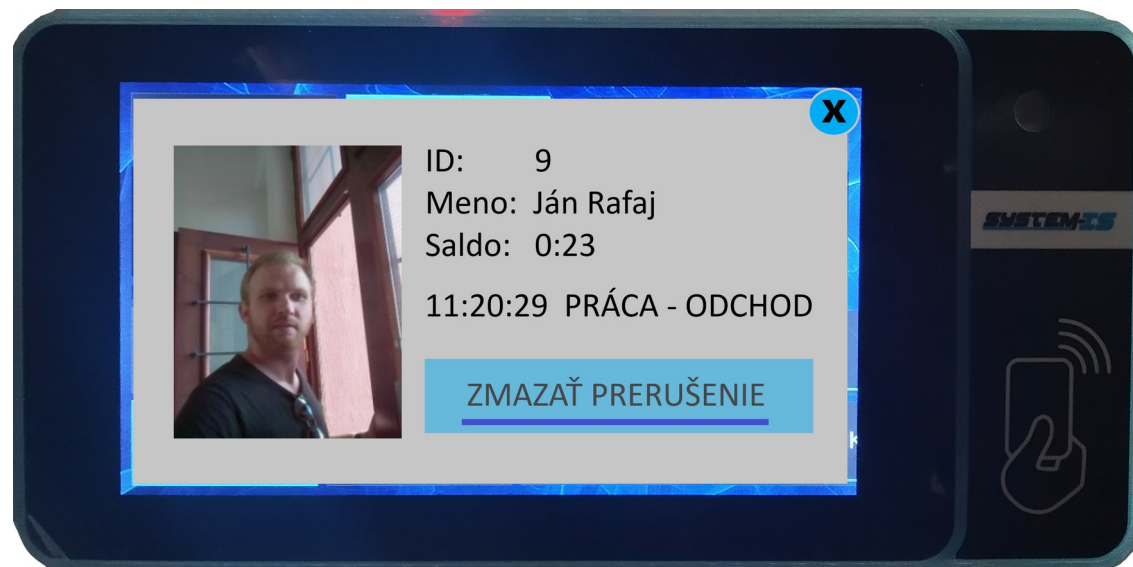 X
ID: 9
Meno: Ján Rafaj
Saldo: 0:23
11:20:29 PRÁCA - ODCHOD
ZMAZAŤ PRERUŠENIE
SYSTEM-IS